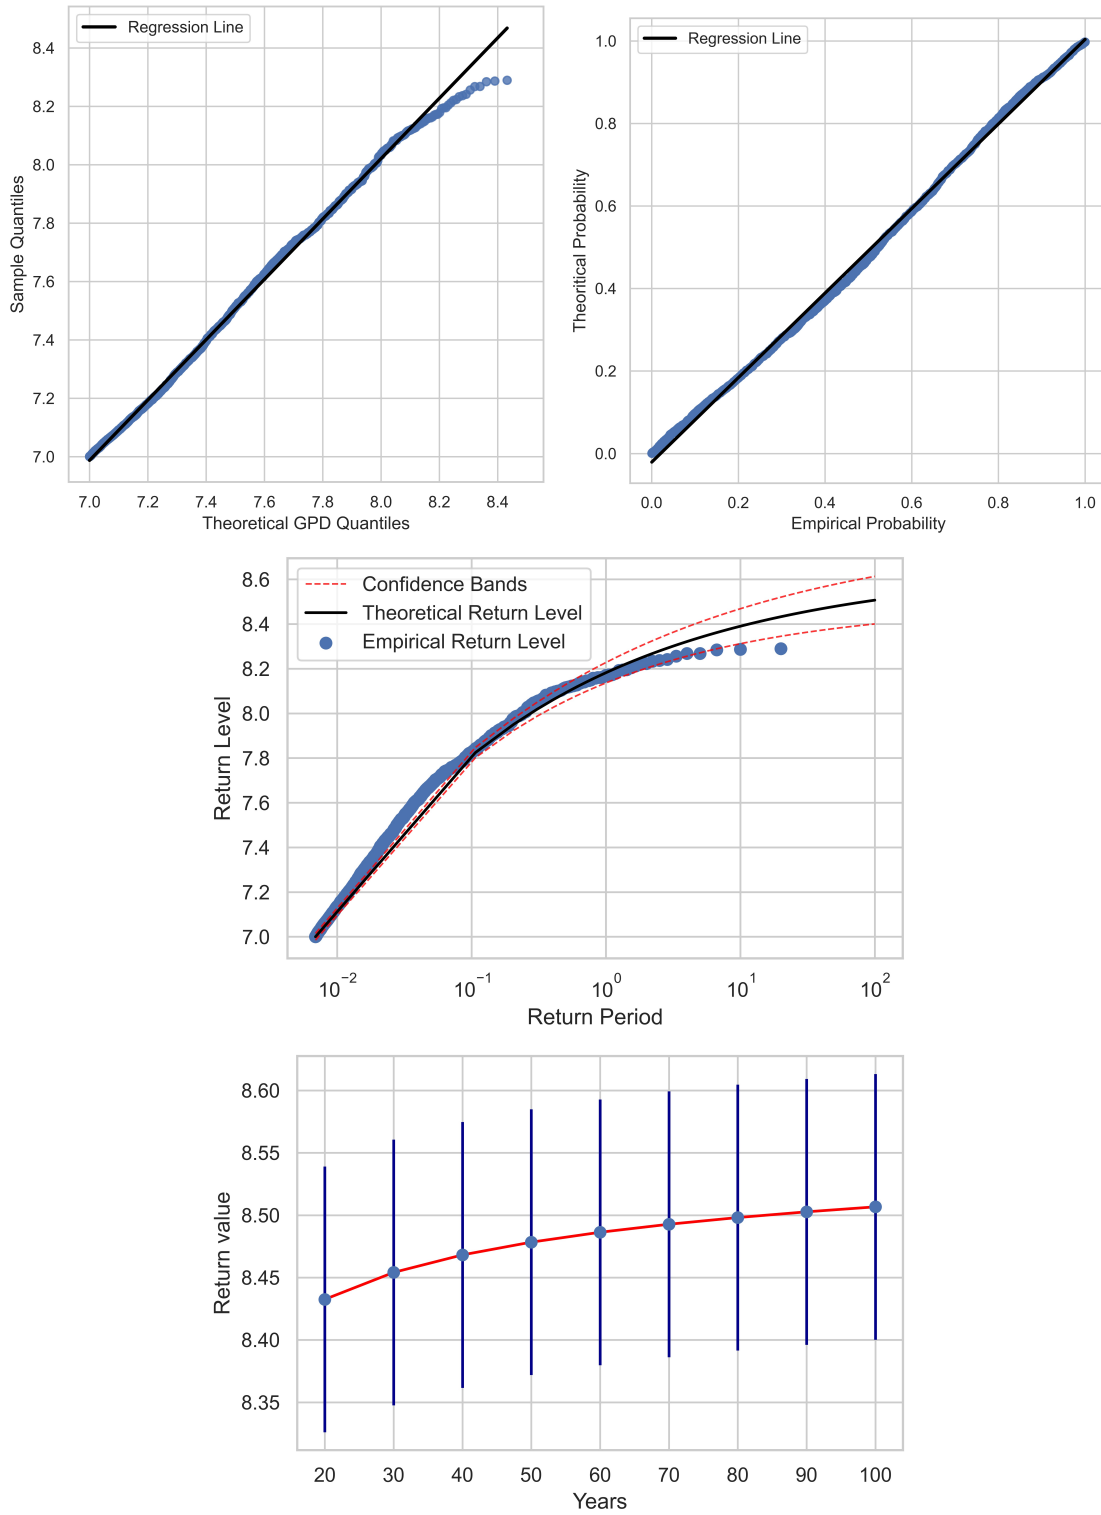 Regression Line
8.4
8.2
8.0
7.8
7.6
7.4
7.2
7.0
Sample Quantiles
7.0 7.2 7.4 7.6 7.8 8.0 8.2 8.4
Theoretical GPD Quantiles
Regression Line
1.0
0.8
0.6
0.4
0.2
0.0
Theoritical Probability
0.0 0.2 0.4 0.6 0.8 1.0
Empirical Probability
Confidence Bands
Theoretical Return Level
Empirical Return Level
8.6
8.4
8.2
8.0
7.8
7.6
7.4
7.2
7.0
Return Level
10⁻² 10⁻¹ 10⁰ 10¹ 10²
Return Period
8.60
8.55
8.50
8.45
8.40
8.35
Return value
20 30 40 50 60 70 80 90 100
Years